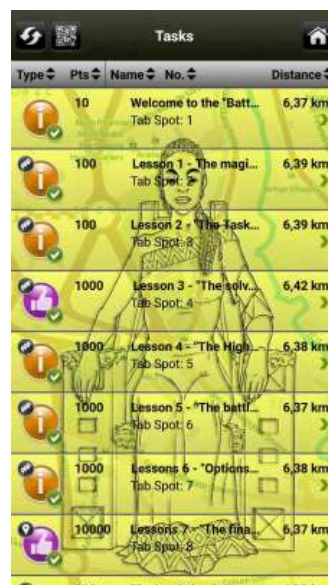 Tasks
Type Pts Name No. Distance
10 Welcome to the "Batt... 6,37 km
Tab Spot: 1
100 Lesson 1 - "The magi... 6,39 km
Tab Spot: 2
100 Lesson 2 - "The Task... 6,39 km
Tab Spot: 3
1000 Lesson 3 - "The solv... 6,42 km
Tab Spot: 4
1000 Lesson 4 - "The High... 6,38 km
Tab Spot: 5
1000 Lesson 5 - "The battl... 6,37 km
Tab Spot: 6
1000 Lessons 6 - "Options... 6,38 km
Tab Spot: 7
10000 Lessons 7 - "The fina... 6,37 km
Tab Spot: 8